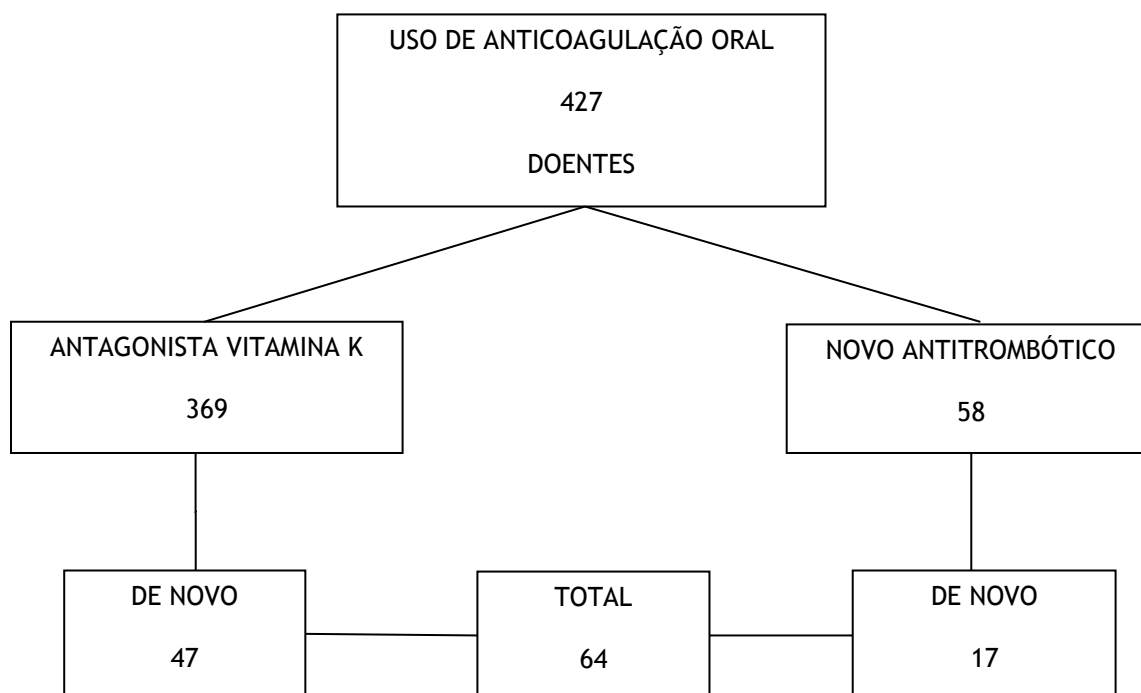 USO DE ANTICOAGULAÇÃO ORAL
427
DOENTES
ANTAGONISTA VITAMINA K
369
NOVO ANTITROMBÓTICO
58
DE NOVO
47
TOTAL
64
DE NOVO
17